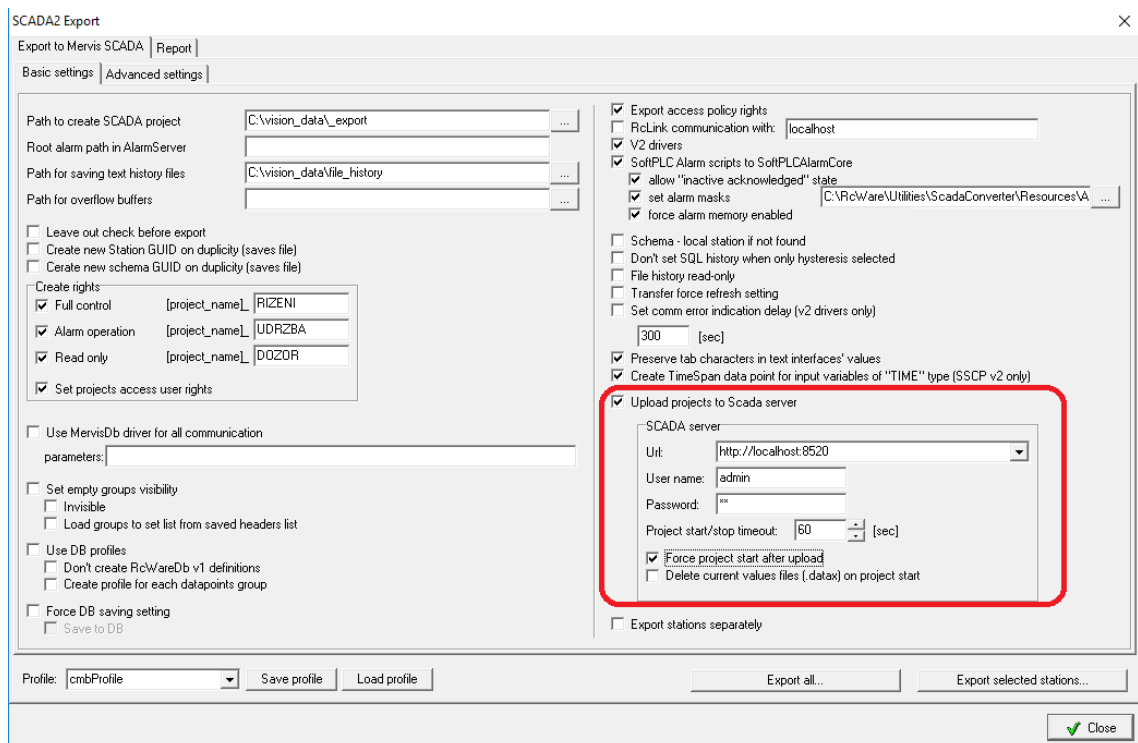 SCADA2 Export
Export to Mervis SCADA
Report
Basic settings
Advanced settings
Path to create SCADA project
C:\vision_data\_export
...
Root alarm path in AlarmServer
Path for saving text history files
C:\vision_data\file_history
...
Path for overflow buffers
...
Leave out check before export
Create new Station GUID on duplicity (saves file)
Cerate new schema GUID on duplicity (saves file)
Create rights
Full control
[project_name]_
RIZENI
Alarm operation
[project_name]_
UDRZBA
Read only
[project_name]_
DOZOR
Set projects access user rights
Use MervisDb driver for all communication
parameters:
Set empty groups visibility
Invisible
Load groups to set list from saved headers list
Use DB profiles
Don't create RcWareDb v1 definitions
Create profile for each datapoints group
Force DB saving setting
Save to DB
Export access policy rights
RcLink communication with:
localhost
V2 drivers
SoftPLC Alarm scripts to SoftPLCAlarmCore
allow "inactive acknowledged" state
set alarm masks
C:\RcWare\Utilities\ScadaConverter\Resources\A
...
force alarm memory enabled
Schema - local station if not found
Don't set SQL history when only hysteresis selected
File history read-only
Transfer force refresh setting
Set comm error indication delay (v2 drivers only)
300
[sec]
Preserve tab characters in text interfaces' values
Create TimeSpan data point for input variables of "TIME" type (SSCP v2 only)
Upload projects to Scada server
SCADA server
Url:
http://localhost:8520
User name:
admin
Password:
**
Project start/stop timeout:
60
[sec]
Force project start after upload
Delete current values files (.datax) on project start
Export stations separately
Profile:
cmbProfile
Save profile
Load profile
Export all...
Export selected stations...
Close